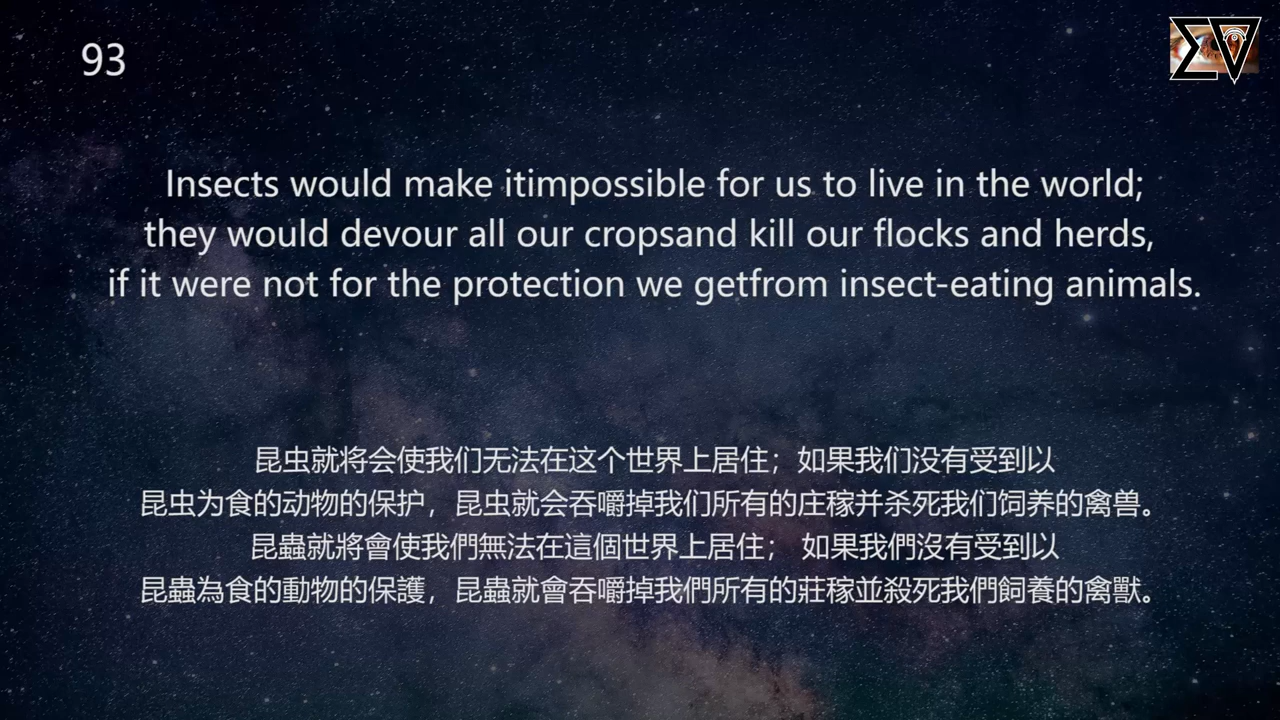 93
Insects would make itimpossible for us to live in the world;
they would devour all our cropsand kill our flocks and herds,
if it were not for the protection we getfrom insect-eating animals.
昆虫就将会使我们无法在这个世界上居住；如果我们没有受到以
昆虫为食的动物的保护，昆虫就会吞嚼掉我们所有的庄稼并杀死我们饲养的禽兽。
昆蟲就將會使我們無法在這個世界上居住； 如果我們沒有受到以
昆蟲為食的動物的保護，昆蟲就會吞嚼掉我們所有的莊稼並殺死我們飼養的禽獸。